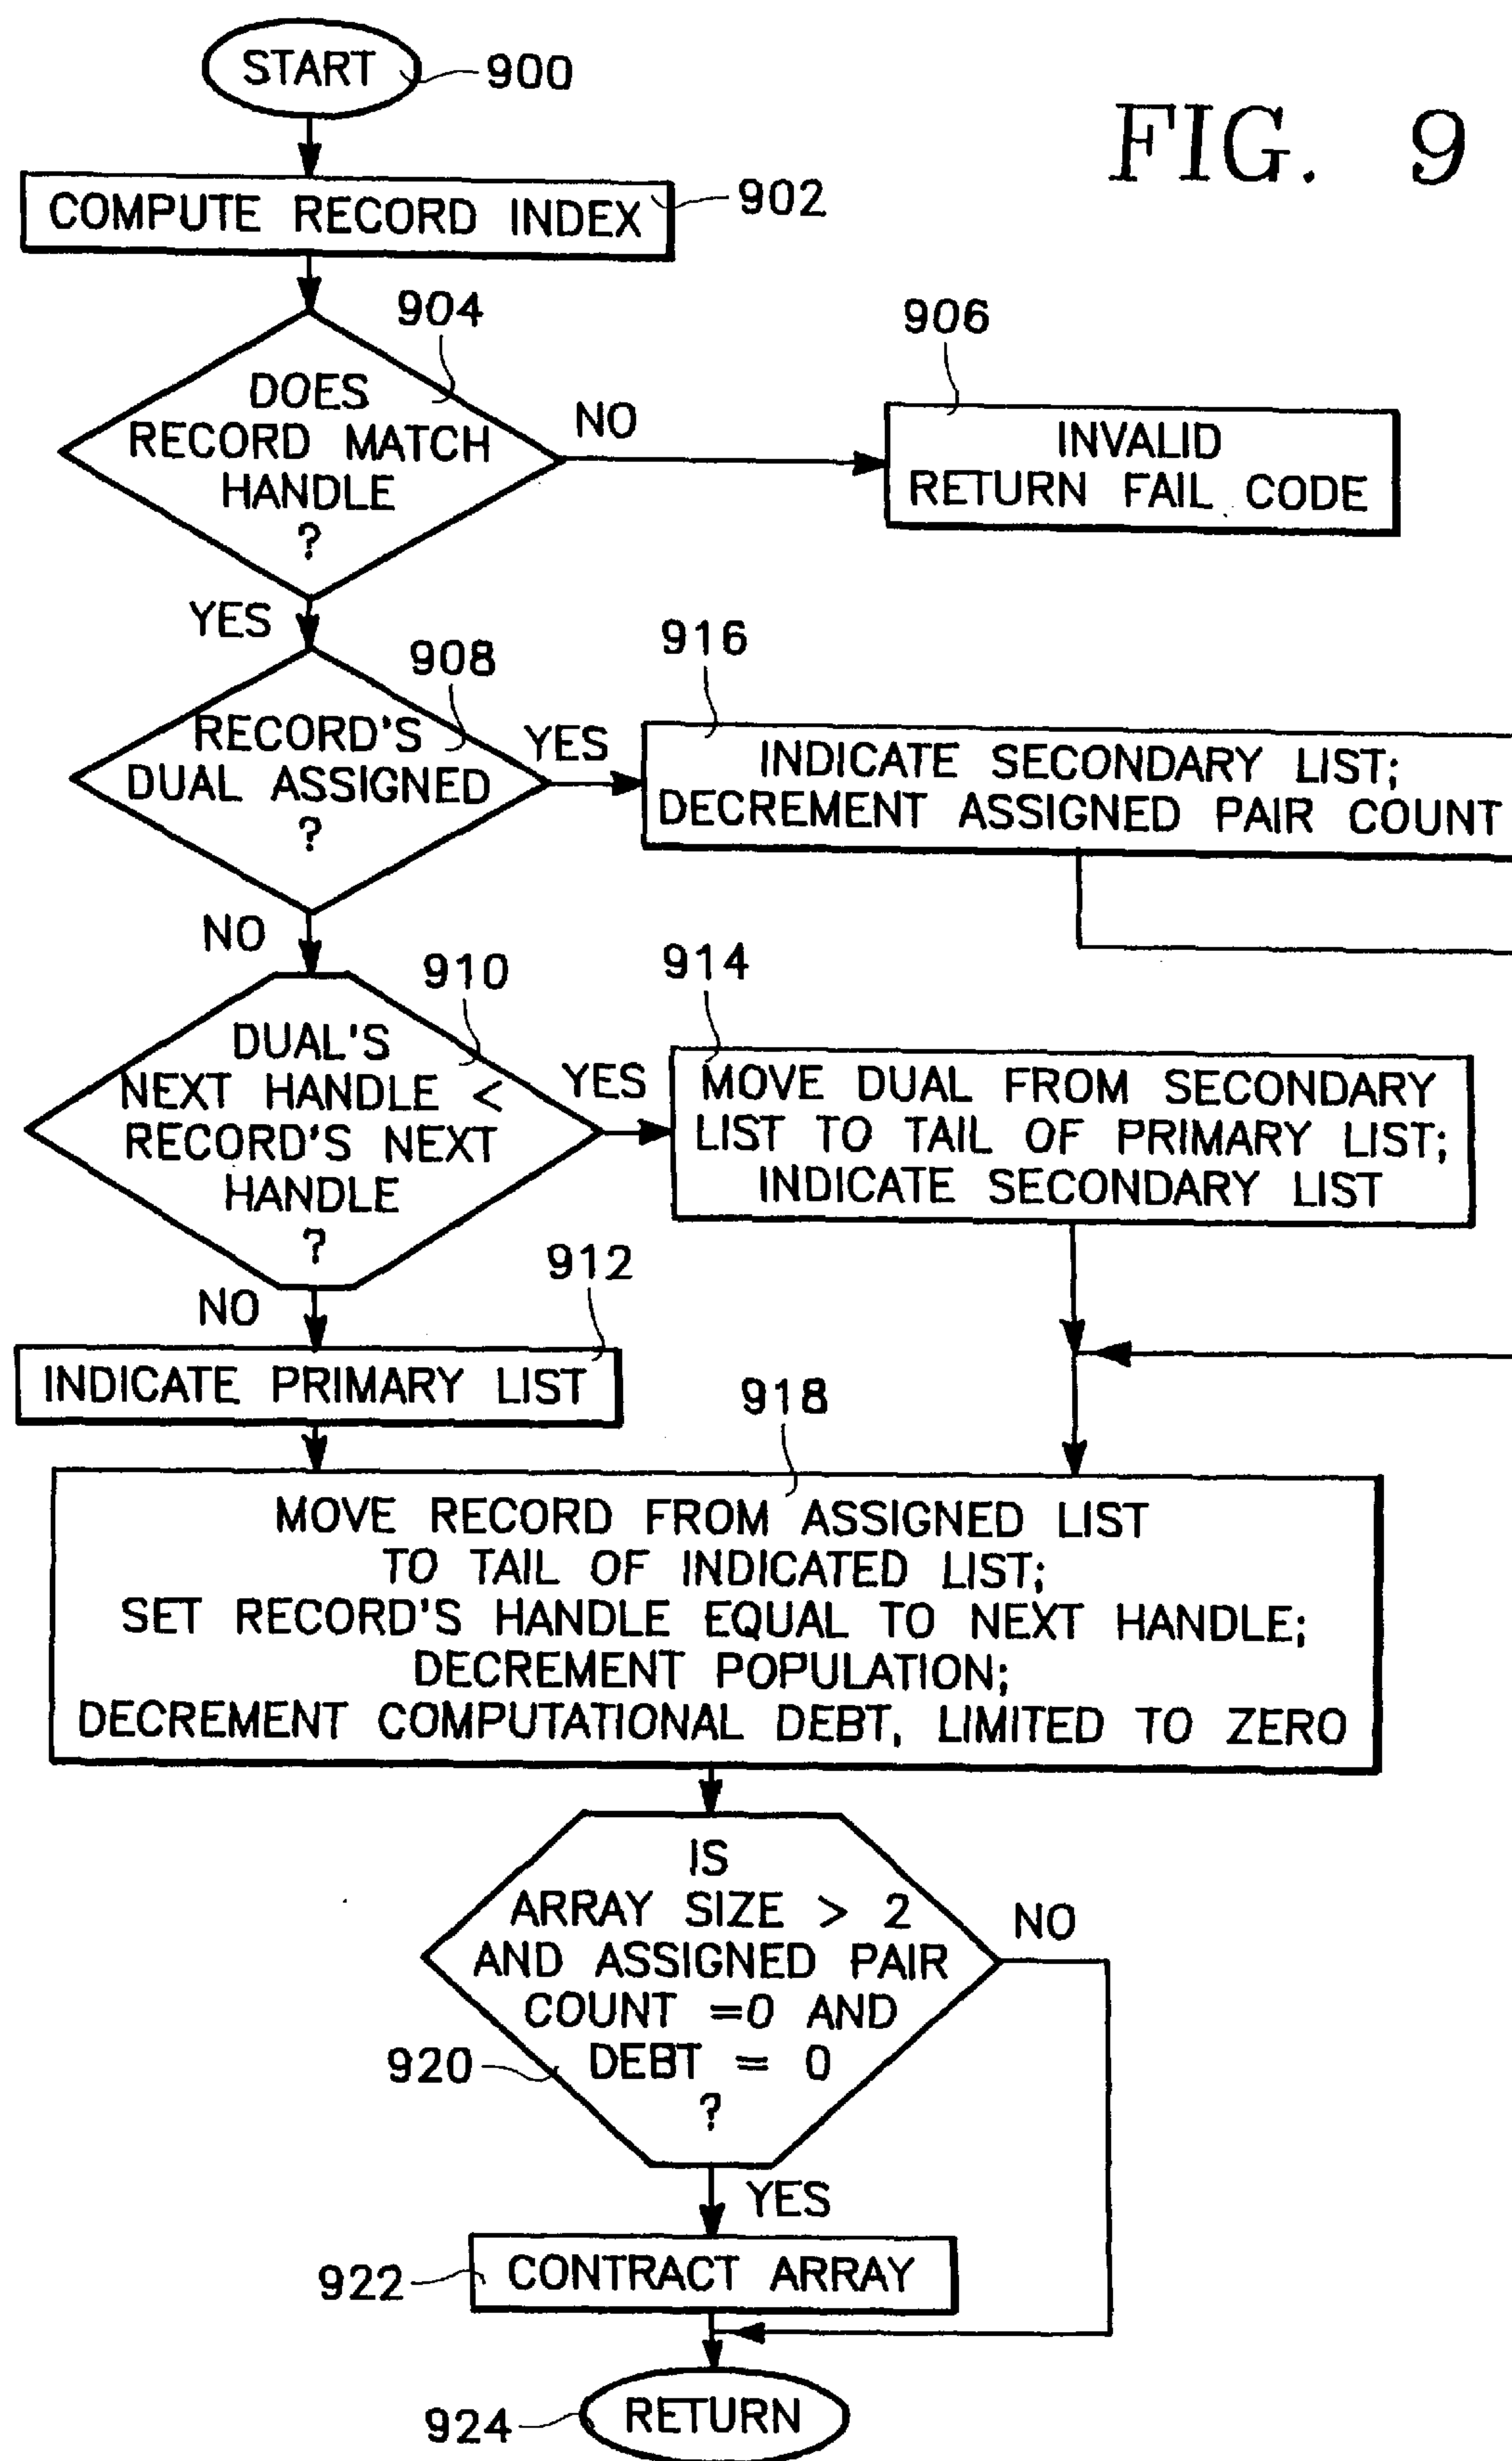 START
900
FIG. 9
COMPUTE RECORD INDEX
902
904
DOES
RECORD MATCH
HANDLE
?
NO
906
INVALID
RETURN FAIL CODE
YES
908
RECORD'S
DUAL ASSIGNED
?
YES
916
INDICATE SECONDARY LIST;
DECREMENT ASSIGNED PAIR COUNT
NO
910
DUAL'S
NEXT HANDLE <
RECORD'S NEXT
HANDLE
?
YES
914
MOVE DUAL FROM SECONDARY
LIST TO TAIL OF PRIMARY LIST;
INDICATE SECONDARY LIST
NO
912
INDICATE PRIMARY LIST
918
MOVE RECORD FROM ASSIGNED LIST
TO TAIL OF INDICATED LIST;
SET RECORD'S HANDLE EQUAL TO NEXT HANDLE;
DECREMENT POPULATION;
DECREMENT COMPUTATIONAL DEBT, LIMITED TO ZERO
IS
ARRAY SIZE > 2
AND ASSIGNED PAIR
COUNT =0 AND
DEBT = 0
?
920
NO
YES
922
CONTRACT ARRAY
924
RETURN